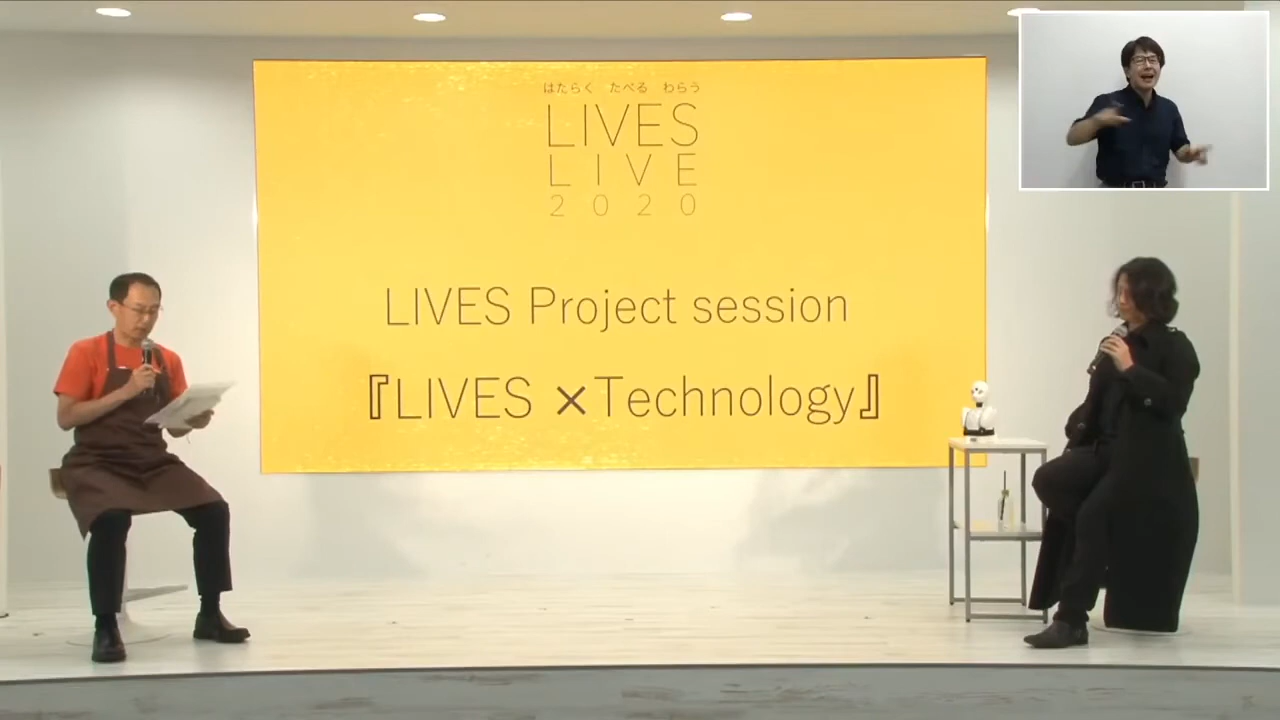 はたらく たべる わらう
LIVES
LIVE
2020
LIVES Project session
『LIVES ×Technology』